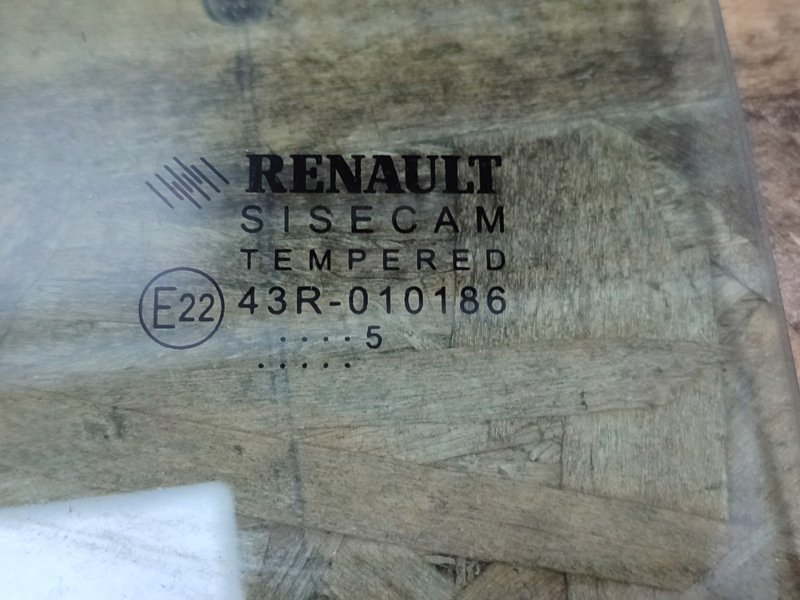 RENAULT
SISECAM
TEMPERED
E22 43R-010186
....5
.....